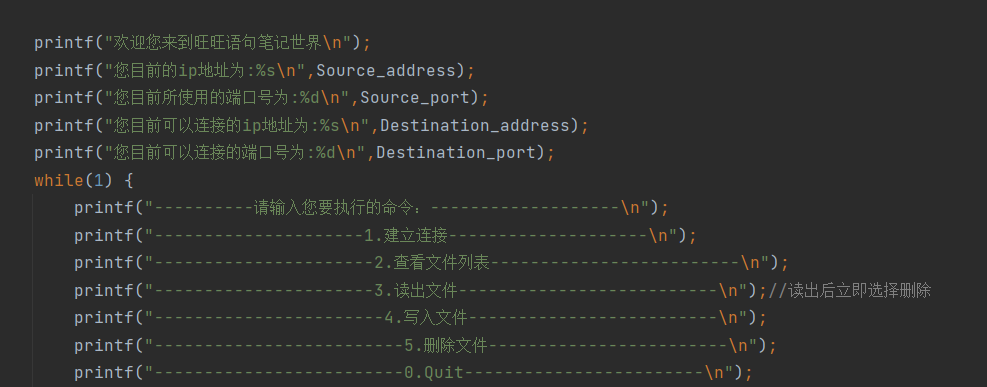 printf("欢迎您来到旺旺语句笔记世界\n");
printf("您目前的ip地址为:%s\n",Source_address);
printf("您目前所使用的端口号为:%d\n",Source_port);
printf("您目前可以连接的ip地址为:%s\n",Destination_address);
printf("您目前可以连接的端口号为:%d\n",Destination_port);
while(1) {
printf("----------请输入您要执行的命令：-------------------\n");
printf("---------------------1.建立连接--------------------\n");
printf("----------------------2.查看文件列表-------------------------\n");
printf("----------------------3.读出文件--------------------------\n");//读出后立即选择删除
printf("-----------------------4.写入文件-------------------------\n");
printf("-------------------------5.删除文件------------------------\n");
printf("-------------------------0.Quit------------------------\n");